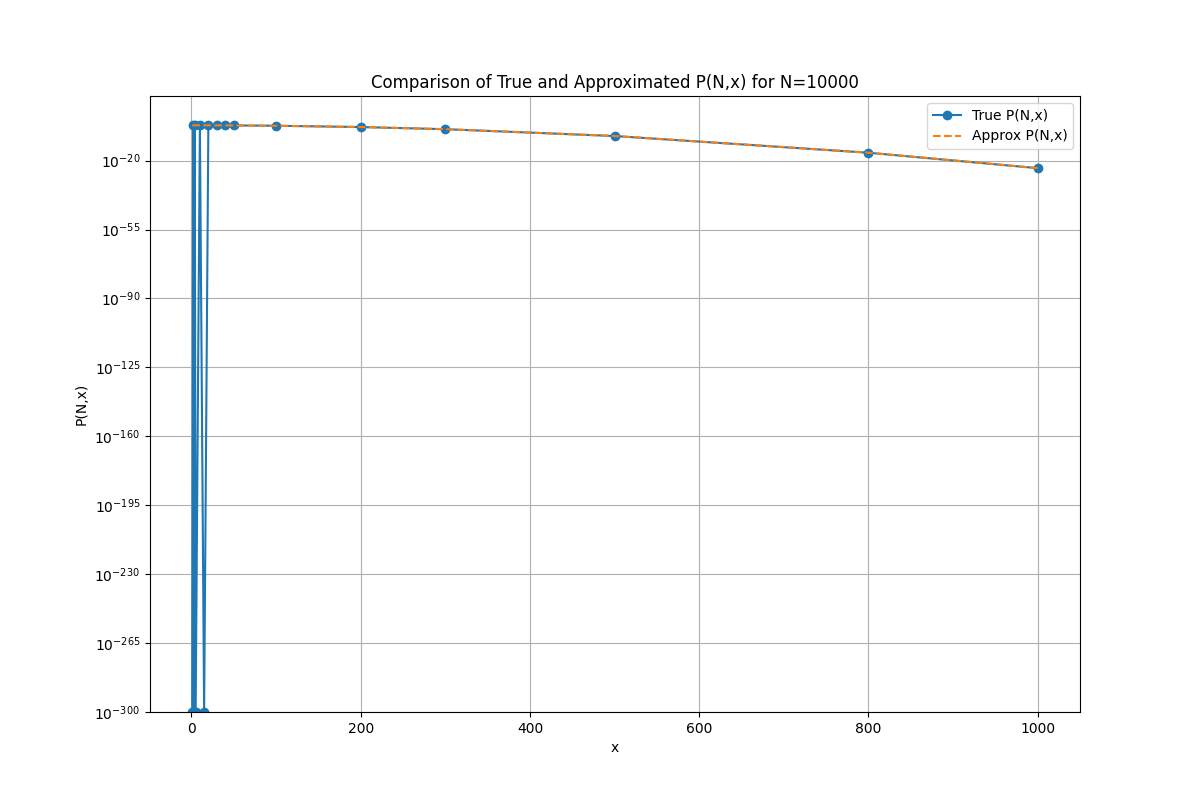 Comparison of True and Approximated P(N,x) for N=10000
True P(N,x)
Approx P(N,x)
P(N,x)
10⁻²⁰
10⁻⁵⁵
10⁻⁹⁰
10⁻¹²⁵
10⁻¹⁶⁰
10⁻¹⁹⁵
10⁻²³⁰
10⁻²⁶⁵
10⁻³⁰⁰
0 200 400 600 800 1000
x